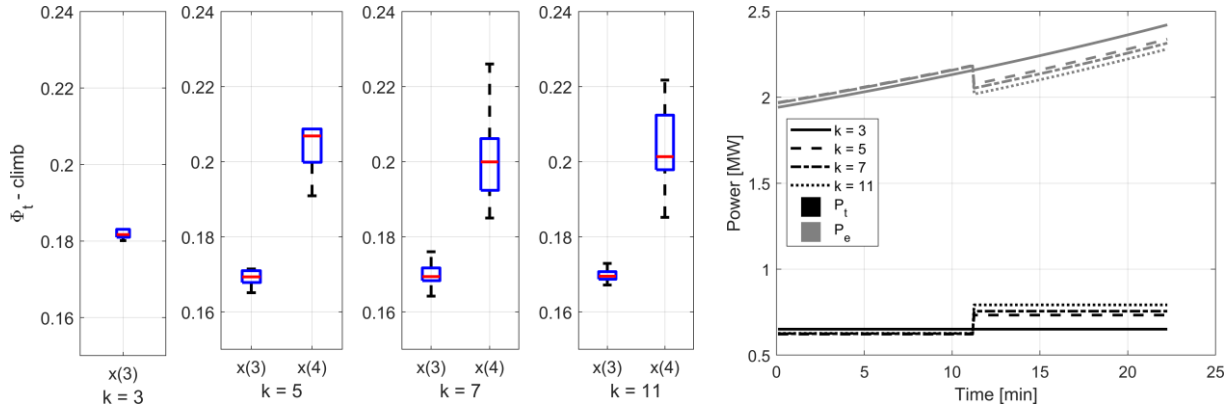 Φt - climb
0.24
0.22
0.2
0.18
0.16
x(3)
k = 3
0.24
0.22
0.2
0.18
0.16
x(3) x(4)
k = 5
0.24
0.22
0.2
0.18
0.16
x(3) x(4)
k = 7
0.24
0.22
0.2
0.18
0.16
x(3) x(4)
k = 11
Power [MW]
2.5
2
1.5
1
0.5
k = 3
k = 5
k = 7
k = 11
Pt
Pe
0 5 10 15 20 25
Time [min]